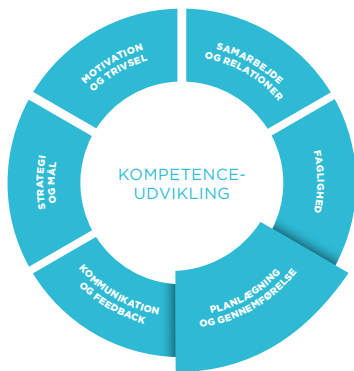 MOTIVATION
OG TRIVSEL
SAMARBEJDE
OG RELATIONER
STRATEGI
OG MÅL
KOMPETENCE-
UDVIKLING
FAGLIGHED
KOMMUNIKATION
OG FEEDBACK
PLANLÆGNING
OG GENNEMFØRELSE